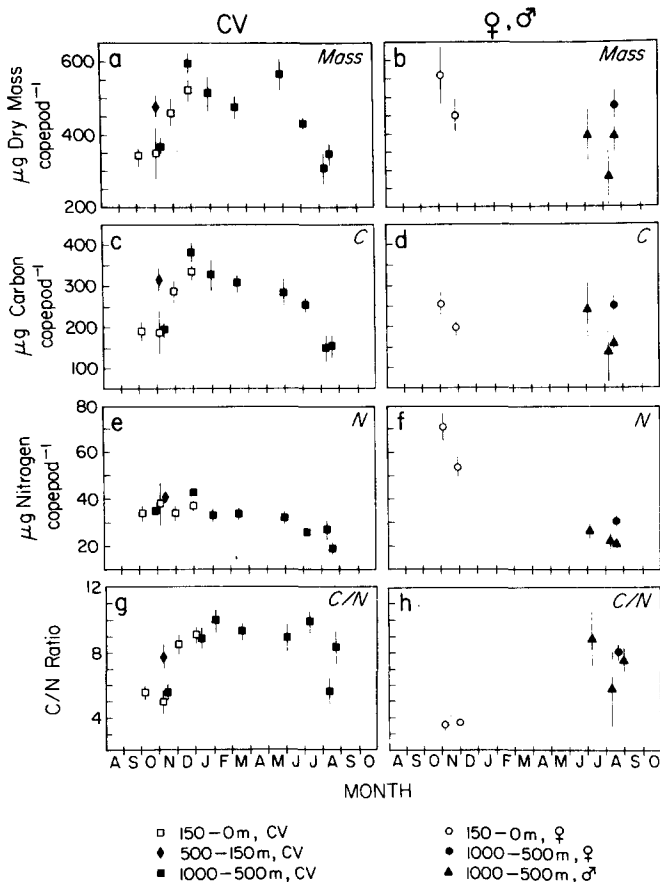 CV
♀, ♂
a
Mass
b
Mass
μg Dry Mass
copepod⁻¹
600
400
200
c
C
d
C
μg Carbon
copepod⁻¹
400
300
200
100
e
N
f
N
μg Nitrogen
copepod⁻¹
80
60
40
20
g
C/N
h
C/N
C/N Ratio
12
8
4
A S O N D J F M A M J J A S O
A S O N D J F M A M J J A S O
MONTH
□ 150-0m, CV
♦ 500-150m, CV
■ 1000-500m, CV
○ 150-0m, ♀
● 1000-500m, ♀
▲ 1000-500m, ♂